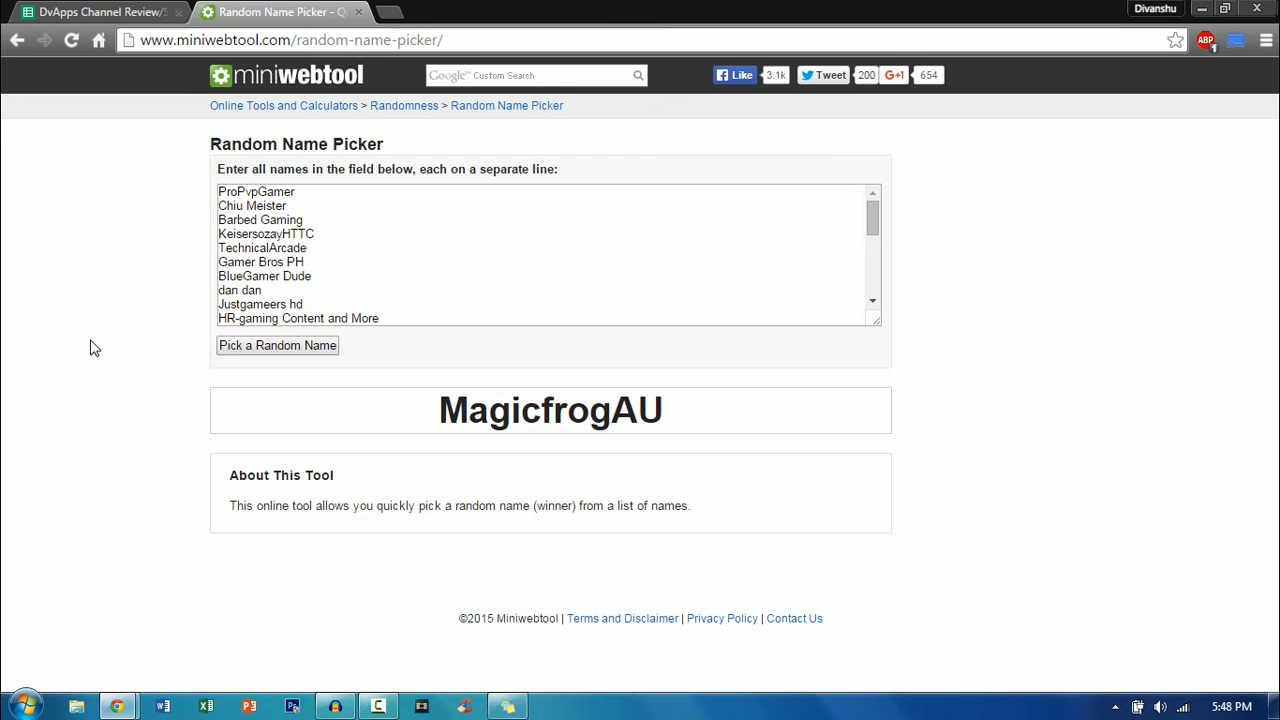 DvApps Channel Review/S
Random Name Picker - Q
Divanshu
www.miniwebtool.com/random-name-picker/
ABP
1
miniwebtool
Google Custom Search
Like 3.1k
Tweet 200
G+1 654
Online Tools and Calculators > Randomness > Random Name Picker
Random Name Picker
Enter all names in the field below, each on a separate line:
ProPvpGamer
Chiu Meister
Barbed Gaming
KeisersozayHTTC
TechnicalArcade
Gamer Bros PH
BlueGamer Dude
dan dan
Justgameers hd
HR-gaming Content and More
Pick a Random Name
MagicfrogAU
About This Tool
This online tool allows you quickly pick a random name (winner) from a list of names.
©2015 Miniwebtool | Terms and Disclaimer | Privacy Policy | Contact Us
5:48 PM